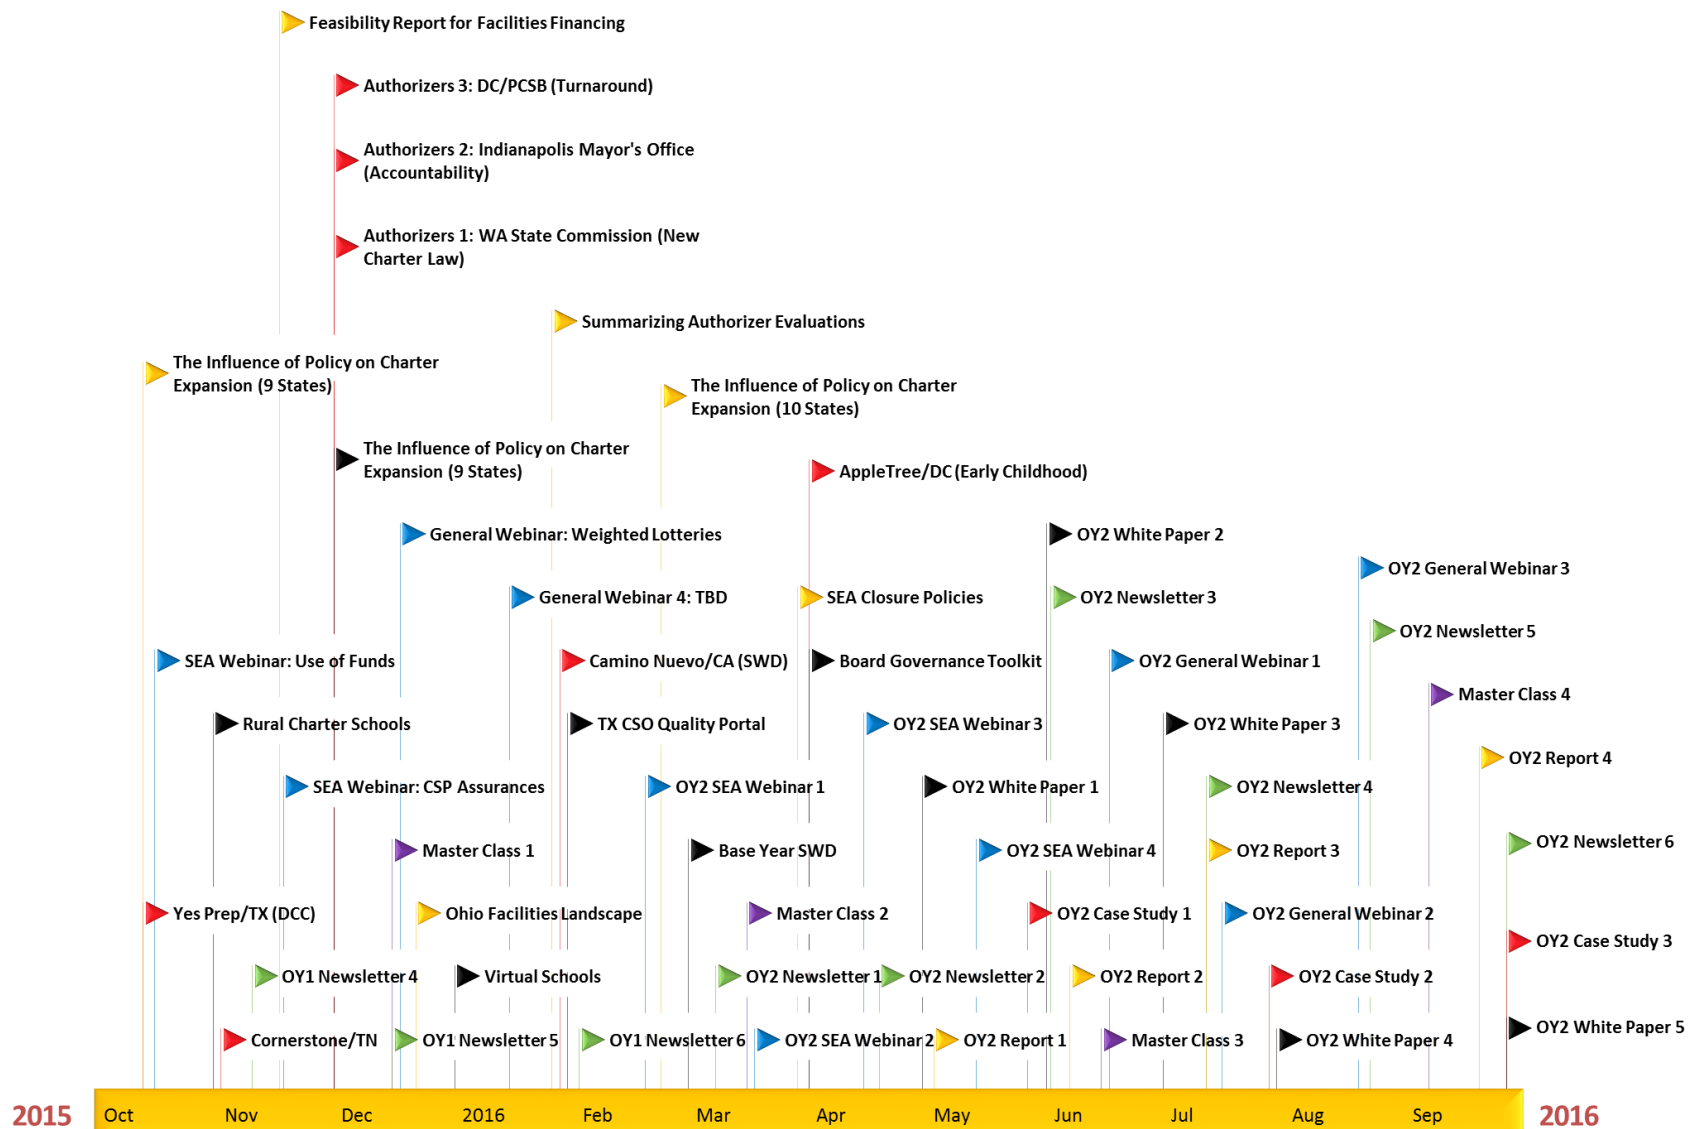 Feasibility Report for Facilities Financing
Authorizers 3: DC/PCSB (Turnaround)
Authorizers 2: Indianapolis Mayor's Office
(Accountability)
Authorizers 1: WA State Commission (New
Charter Law)
Summarizing Authorizer Evaluations
The Influence of Policy on Charter
Expansion (9 States)
The Influence of Policy on Charter
Expansion (10 States)
The Influence of Policy on Charter
Expansion (9 States)
AppleTree/DC (Early Childhood)
General Webinar: Weighted Lotteries
OY2 White Paper 2
OY2 General Webinar 3
General Webinar 4: TBD
SEA Closure Policies
OY2 Newsletter 3
OY2 Newsletter 5
SEA Webinar: Use of Funds
Camino Nuevo/CA (SWD)
Board Governance Toolkit
OY2 General Webinar 1
Master Class 4
Rural Charter Schools
TX CSO Quality Portal
OY2 SEA Webinar 3
OY2 White Paper 3
OY2 Report 4
SEA Webinar: CSP Assurances
OY2 SEA Webinar 1
OY2 White Paper 1
OY2 Newsletter 4
OY2 Newsletter 6
Master Class 1
Base Year SWD
OY2 SEA Webinar 4
OY2 Report 3
Yes Prep/TX (DCC)
Ohio Facilities Landscape
Master Class 2
OY2 Case Study 1
OY2 General Webinar 2
OY2 Case Study 3
OY1 Newsletter 4
Virtual Schools
OY2 Newsletter 1
OY2 Newsletter 2
OY2 Report 2
OY2 Case Study 2
OY2 White Paper 5
Cornerstone/TN
OY1 Newsletter 5
OY1 Newsletter 6
OY2 SEA Webinar 2
OY2 Report 1
Master Class 3
OY2 White Paper 4
2015 Oct Nov Dec 2016 Feb Mar Apr May Jun Jul Aug Sep 2016